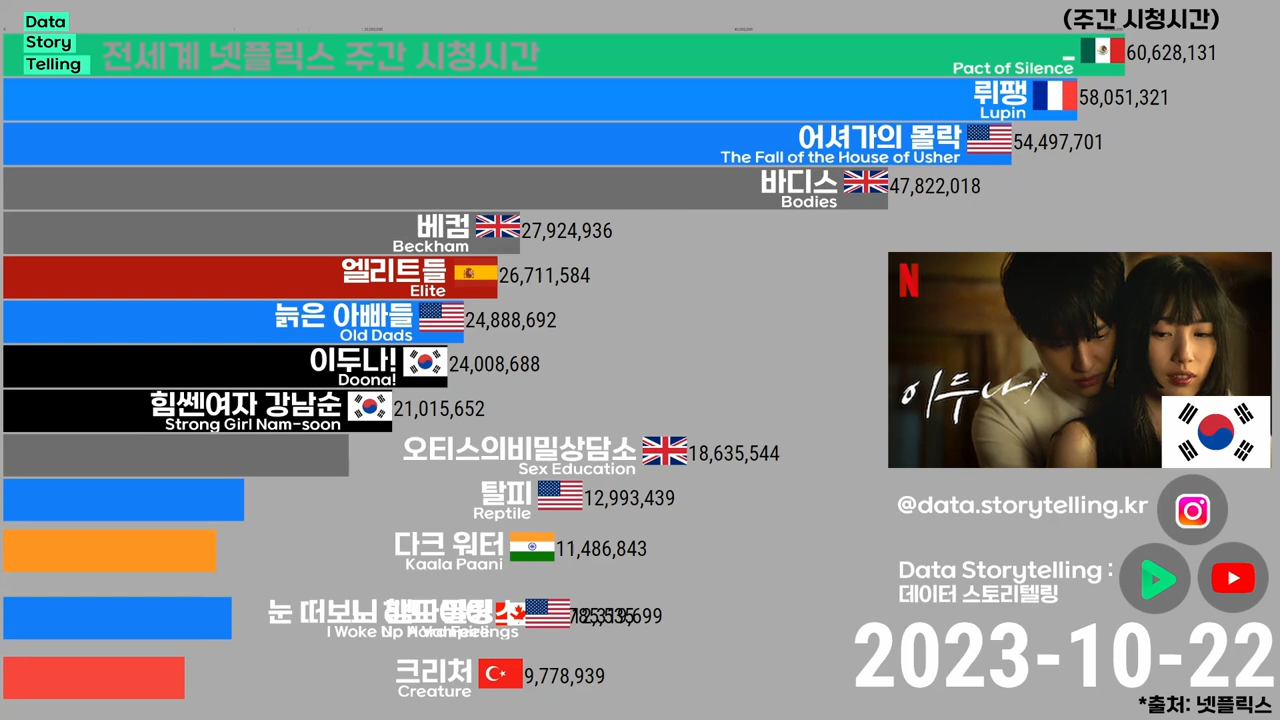 Data
Story
Telling
전세계 넷플릭스 주간 시청시간
(주간 시청시간)
Pact of Silence
60,628,131
뤼팽
Lupin
58,051,321
어셔가의 몰락
The Fall of the House of Usher
54,497,701
바디스
Bodies
47,822,018
베컴
Beckham
27,924,936
엘리트들
Elite
26,711,584
늙은 아빠들
Old Dads
24,888,692
이두나!
Doona!
24,008,688
힘쎈여자 강남순
Strong Girl Nam-soon
21,015,652
오티스의비밀상담소
Sex Education
18,635,544
탈피
Reptile
12,993,439
다크 워터
Kaala Paani
11,486,843
눈 떠보니
I Woke Up
크리처
Creature
9,778,939
N
이두나!
@data.storytelling.kr
Data Storytelling :
데이터 스토리텔링
2023-10-22
*출처: 넷플릭스